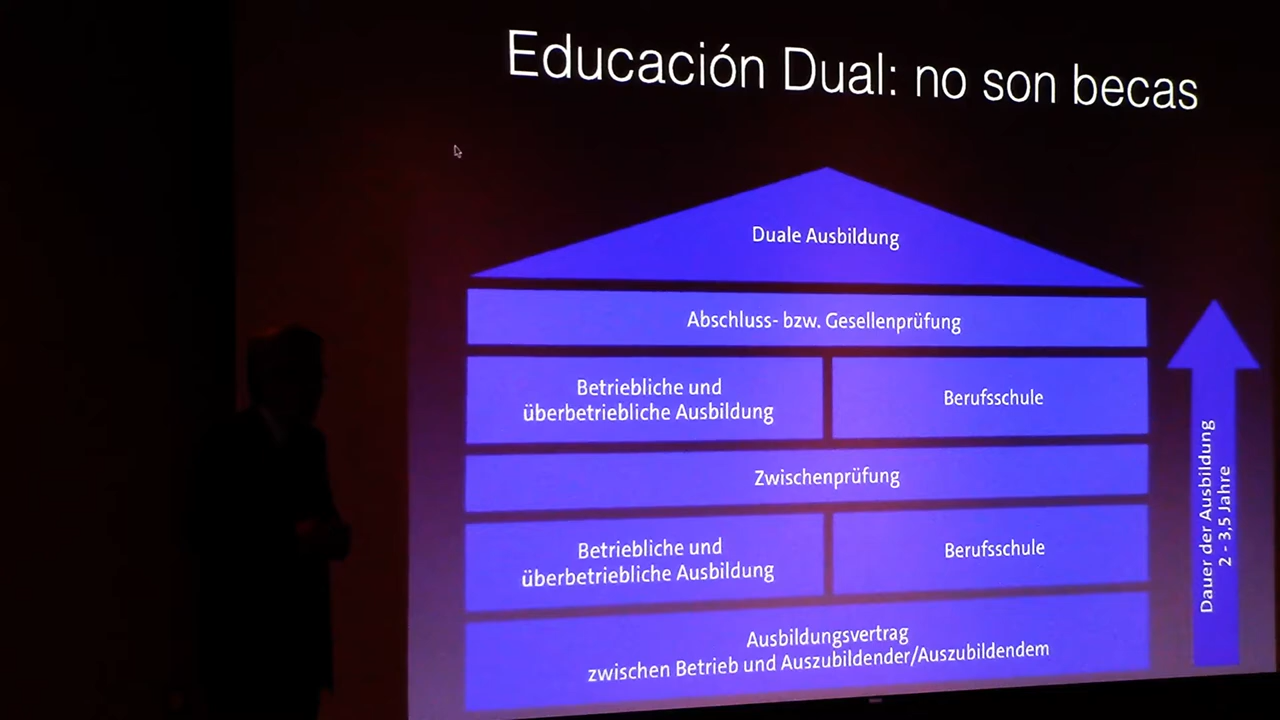 Educación Dual: no son becas
Duale Ausbildung
Abschluss- bzw. Gesellenprüfung
Betriebliche und
überbetriebliche Ausbildung
Berufsschule
Zwischenprüfung
Betriebliche und
überbetriebliche Ausbildung
Berufsschule
Ausbildungsvertrag
zwischen Betrieb und Auszubildender/Auszubildendem
Dauer der Ausbildung
2 - 3,5 Jahre